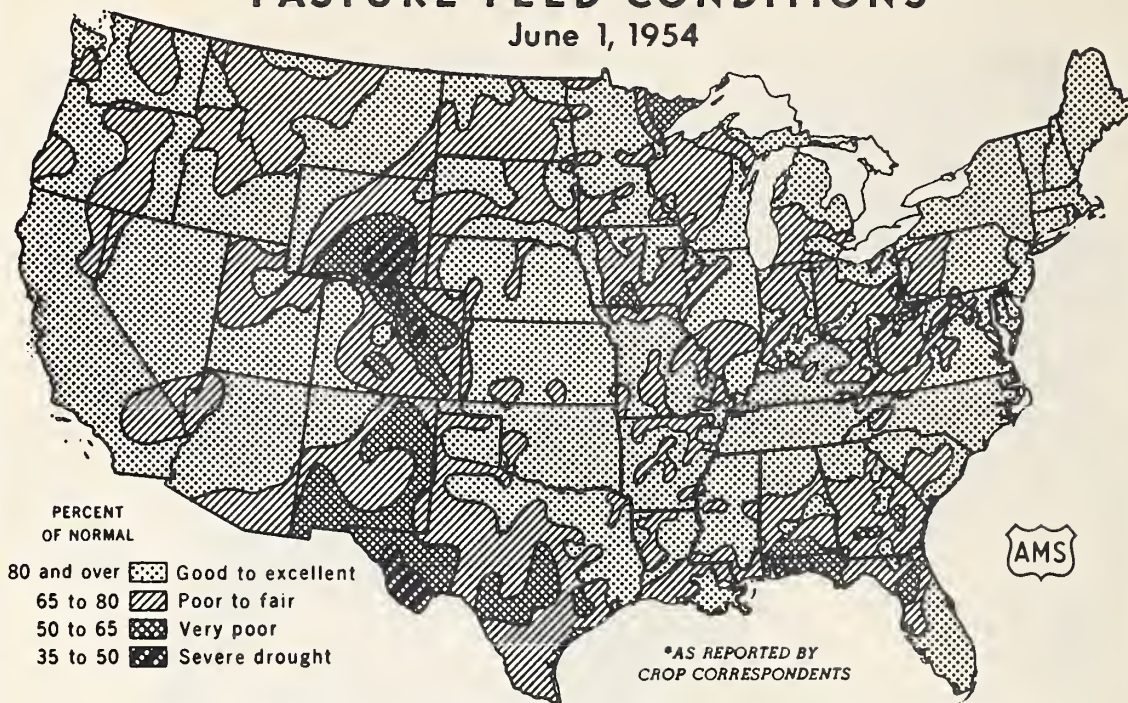 PASTURE FEED CONDITIONS
June 1, 1954
PERCENT
OF NORMAL
80 and over Good to excellent
65 to 80 Poor to fair
50 to 65 Very poor
35 to 50 Severe drought
*AS REPORTED BY
CROP CORRESPONDENTS
AMS